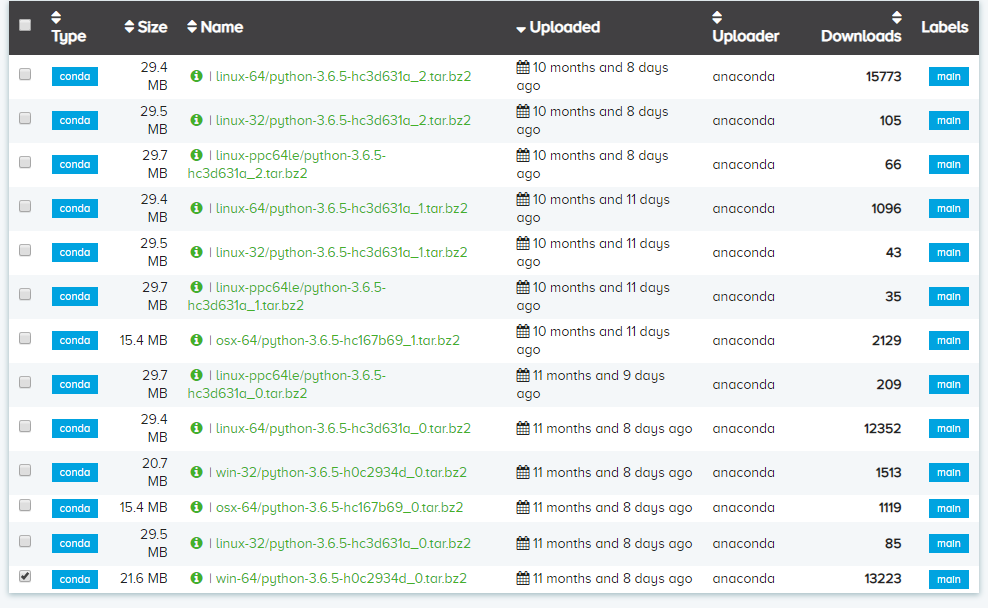 Type Size Name Uploaded Uploader Downloads Labels
conda 29.4 MB | linux-64/python-3.6.5-hc3d631a_2.tar.bz2 10 months and 8 days ago anaconda 15773 main
conda 29.5 MB | linux-32/python-3.6.5-hc3d631a_2.tar.bz2 10 months and 8 days ago anaconda 105 main
conda 29.7 MB | linux-ppc64le/python-3.6.5-hc3d631a_2.tar.bz2 10 months and 8 days ago anaconda 66 main
conda 29.4 MB | linux-64/python-3.6.5-hc3d631a_1.tar.bz2 10 months and 11 days ago anaconda 1096 main
conda 29.5 MB | linux-32/python-3.6.5-hc3d631a_1.tar.bz2 10 months and 11 days ago anaconda 43 main
conda 29.7 MB | linux-ppc64le/python-3.6.5-hc3d631a_1.tar.bz2 10 months and 11 days ago anaconda 35 main
conda 15.4 MB | osx-64/python-3.6.5-hc167b69_1.tar.bz2 10 months and 11 days ago anaconda 2129 main
conda 29.7 MB | linux-ppc64le/python-3.6.5-hc3d631a_0.tar.bz2 11 months and 9 days ago anaconda 209 main
conda 29.4 MB | linux-64/python-3.6.5-hc3d631a_0.tar.bz2 11 months and 8 days ago anaconda 12352 main
conda 20.7 MB | win-32/python-3.6.5-h0c2934d_0.tar.bz2 11 months and 8 days ago anaconda 1513 main
conda 15.4 MB | osx-64/python-3.6.5-hc167b69_0.tar.bz2 11 months and 8 days ago anaconda 1119 main
conda 29.5 MB | linux-32/python-3.6.5-hc3d631a_0.tar.bz2 11 months and 8 days ago anaconda 85 main
conda 21.6 MB | win-64/python-3.6.5-h0c2934d_0.tar.bz2 11 months and 8 days ago anaconda 13223 main